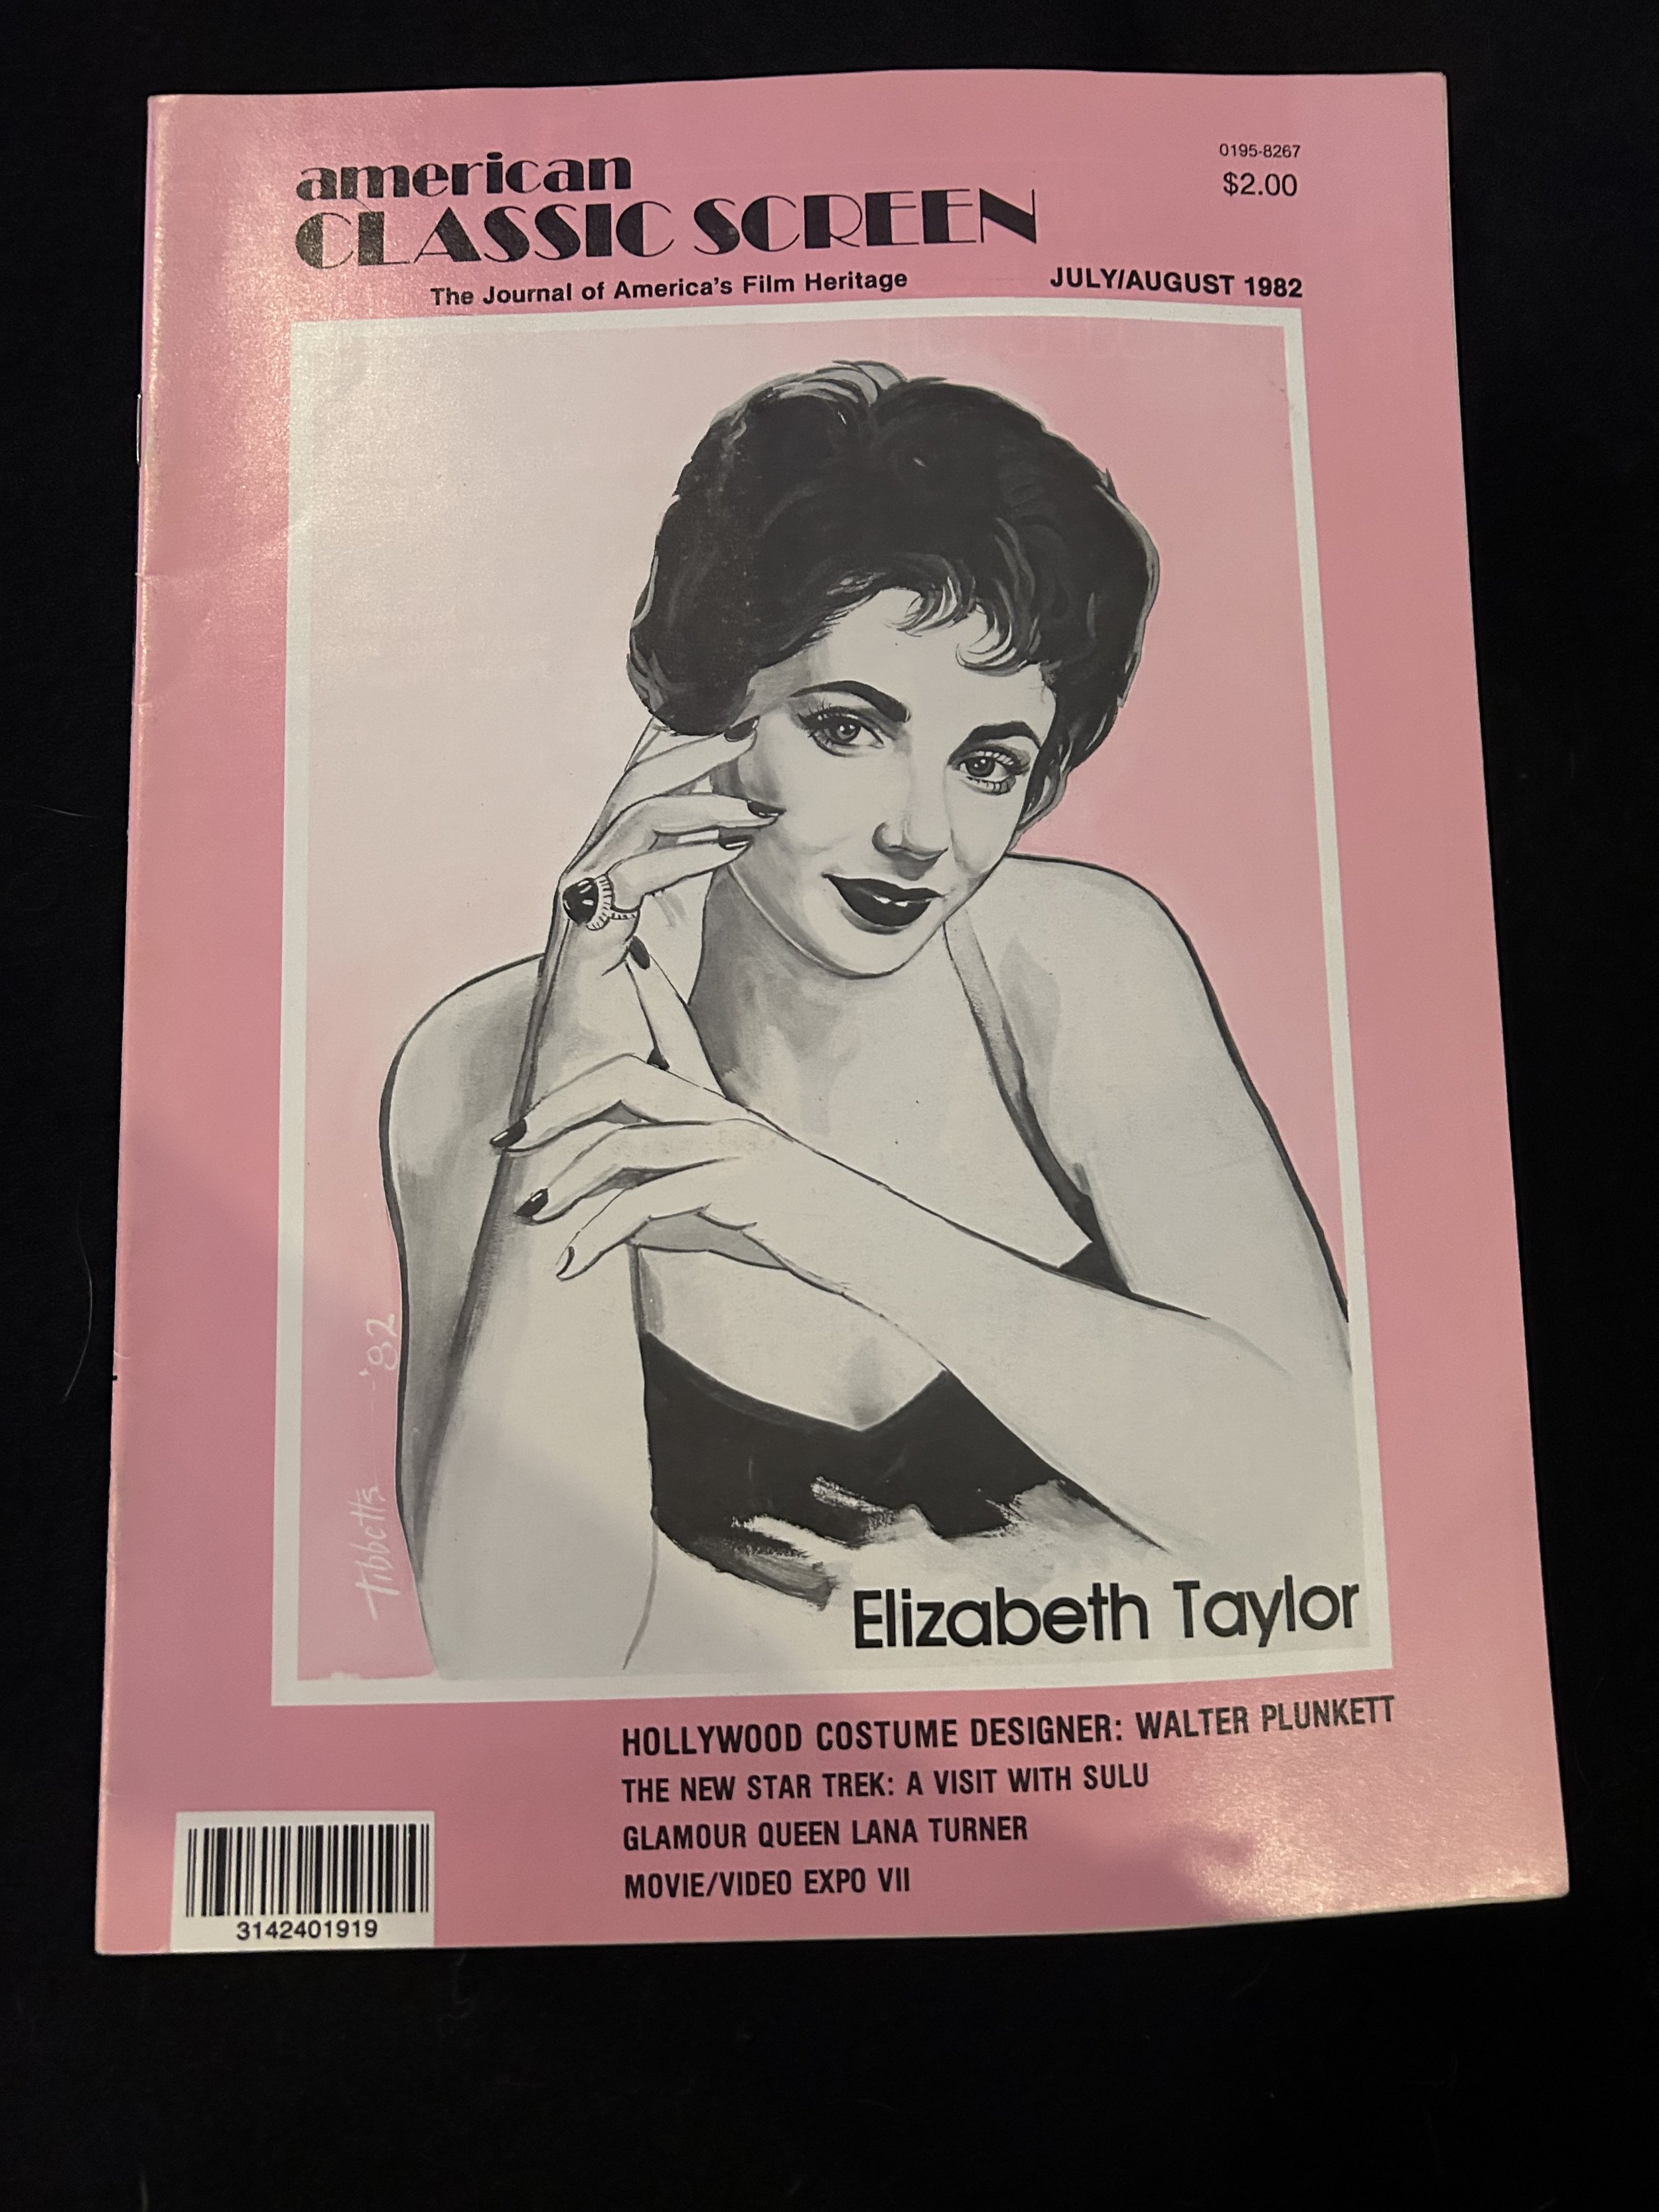 american
0195-8267
CLASSIC SCREEN
$2.00
The Journal of America's Film Heritage
JULY/AUGUST 1982
Tibbetts - '82
Elizabeth Taylor
HOLLYWOOD COSTUME DESIGNER: WALTER PLUNKETT
THE NEW STAR TREK: A VISIT WITH SULU
GLAMOUR QUEEN LANA TURNER
MOVIE/VIDEO EXPO VII
3142401919